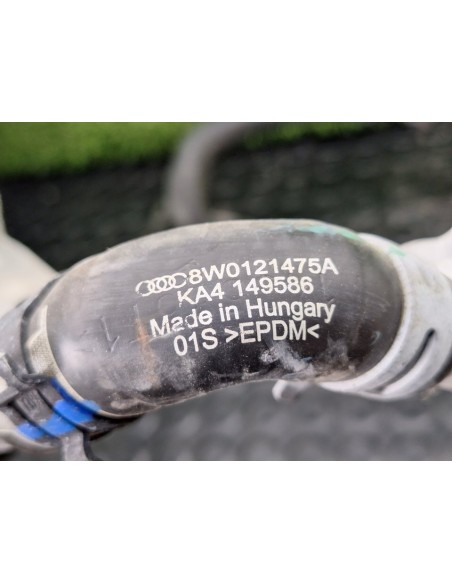 8W0121475A
KA4 149586
Made in Hungary
01S >EPDM<